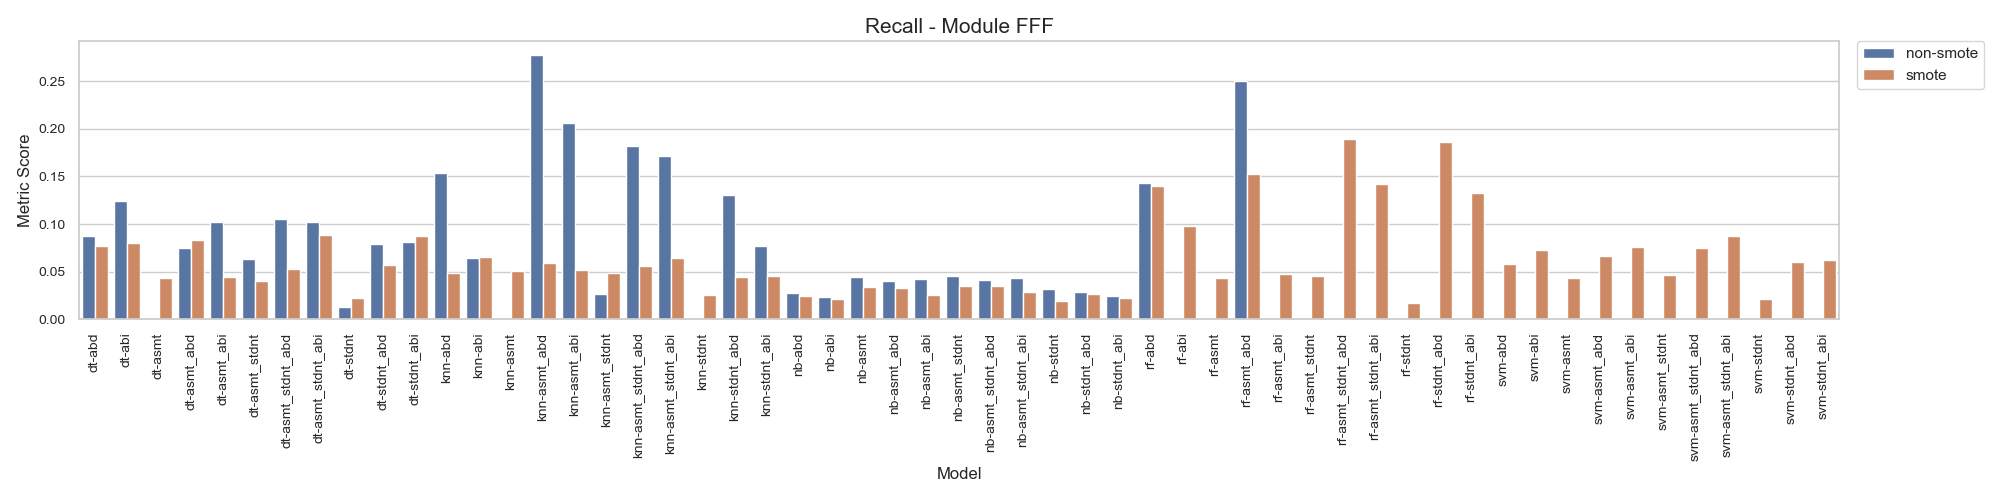 Recall - Module FFF
non-smote
smote
Metric Score
0.25
0.20
0.15
0.10
0.05
0.00
dt-abd
dt-abi
dt-asmt
dt-asmt_abd
dt-asmt_abi
dt-asmt_stdnt
dt-asmt_stdnt_abd
dt-asmt_stdnt_abi
dt-stdnt
dt-stdnt_abd
dt-stdnt_abi
knn-abd
knn-abi
knn-asmt
knn-asmt_abd
knn-asmt_abi
knn-asmt_stdnt
knn-asmt_stdnt_abd
knn-asmt_stdnt_abi
knn-stdnt
knn-stdnt_abd
knn-stdnt_abi
nb-abd
nb-abi
nb-asmt
nb-asmt_abd
nb-asmt_abi
nb-asmt_stdnt
nb-asmt_stdnt_abd
nb-asmt_stdnt_abi
nb-stdnt
nb-stdnt_abd
nb-stdnt_abi
rf-abd
rf-abi
rf-asmt
rf-asmt_abd
rf-asmt_abi
rf-asmt_stdnt
rf-asmt_stdnt_abd
rf-asmt_stdnt_abi
rf-stdnt
rf-stdnt_abd
rf-stdnt_abi
svm-abd
svm-abi
svm-asmt
svm-asmt_abd
svm-asmt_abi
svm-asmt_stdnt
svm-asmt_stdnt_abd
svm-asmt_stdnt_abi
svm-stdnt
svm-stdnt_abd
svm-stdnt_abi
Model